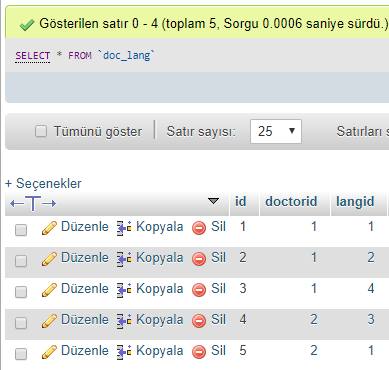 Gösterilen satır 0 - 4 (toplam 5, Sorgu 0.0006 saniye sürdü.)
SELECT * FROM `doc_lang`
Tümünü göster Satır sayısı: 25 Satırları
+ Seçenekler
←T→ id doctorid langid
Düzenle Kopyala Sil 1 1 1
Düzenle Kopyala Sil 2 1 2
Düzenle Kopyala Sil 3 1 4
Düzenle Kopyala Sil 4 2 3
Düzenle Kopyala Sil 5 2 1